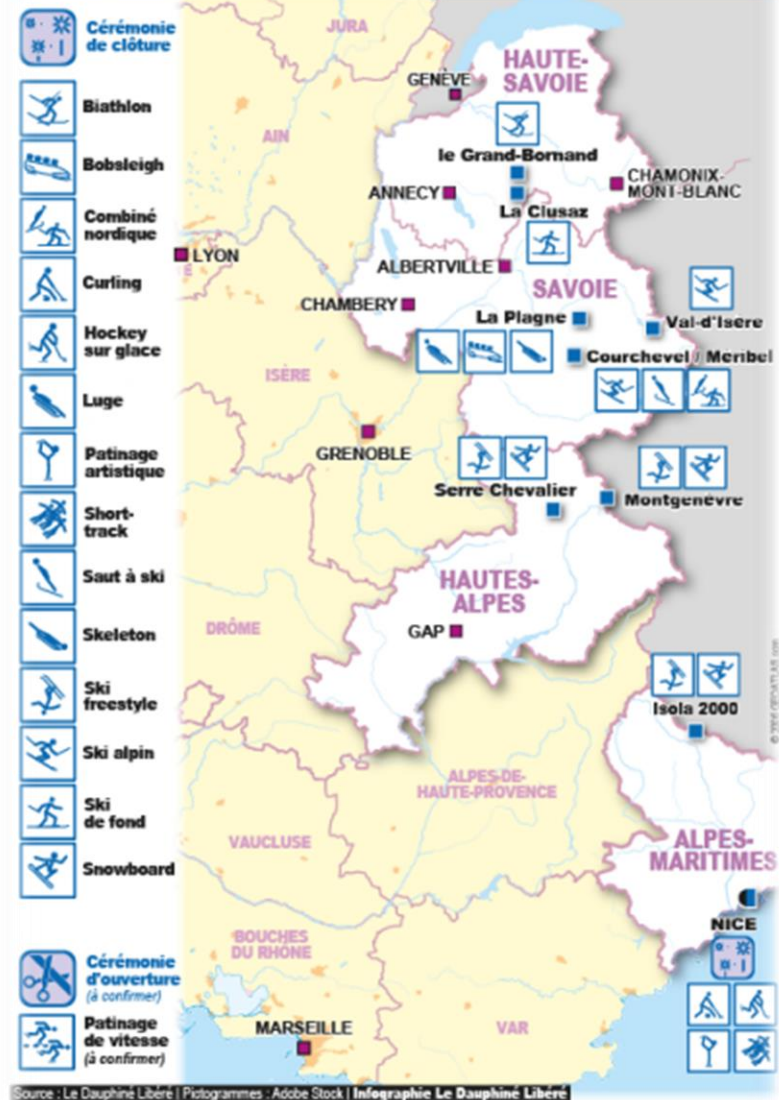 Cérémonie
de clôture
Biathlon
Bobsleigh
Combiné
nordique
Curling
Hockey
sur glace
Luge
Patinage
artistique
Short-
track
Saut à ski
Skeleton
Ski
freestyle
Ski alpin
Ski
de fond
Snowboard
Cérémonie
d'ouverture
(à confirmer)
Patinage
de vitesse
(à confirmer)
JURA
HAUTE-
SAVOIE
GENÈVE
AIN
le Grand-Bornand
ANNECY
CHAMONIX-
MONT-BLANC
La Clusaz
LYON
ALBERTVILLE
SAVOIE
CHAMBERY
La Plagne
Val-d'Isère
Courchevel / Méribel
ISÈRE
GRENOBLE
Serre Chevalier
Montgenèvre
HAUTES-
ALPES
DRÔME
GAP
Isola 2000
ALPES-DE-
HAUTE-PROVENCE
VAUCLUSE
ALPES-
MARITIMES
NICE
BOUCHES
DU RHÔNE
MARSEILLE
VAR
Source : Le Dauphiné Libéré | Pictogrammes : Adobe Stock | Infographie Le Dauphiné Libéré